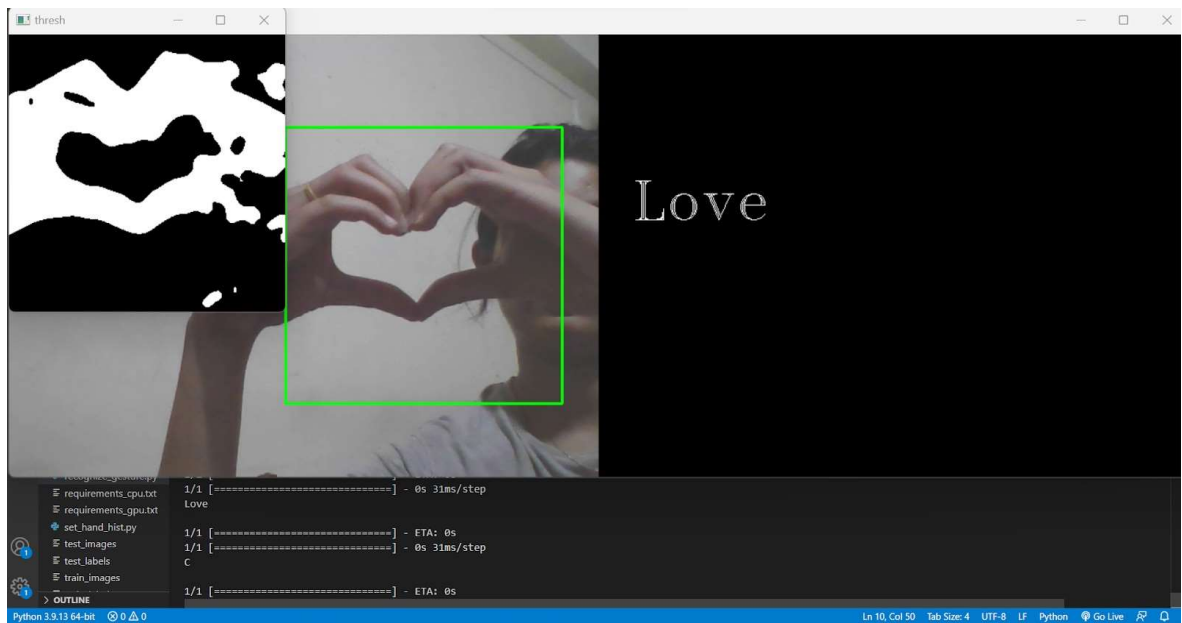 thresh
Love
recognize_gesture.py
requirements_cpu.txt
requirements_gpu.txt
set_hand_hist.py
test_images
test_labels
train_images
> OUTLINE
1/1 [==============================] - 0s 31ms/step
Love
1/1 [==============================] - ETA: 0s
1/1 [==============================] - 0s 31ms/step
C
1/1 [==============================] - ETA: 0s
1
1
Python 3.9.13 64-bit 0 0 Ln 10, Col 50 Tab Size: 4 UTF-8 LF Python Go Live